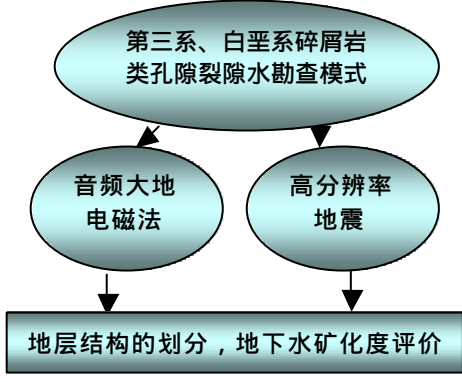 第三系、白垩系碎屑岩
类孔隙裂隙水勘查模式
音频大地
电磁法
高分辨率
地震
地层结构的划分，地下水矿化度评价